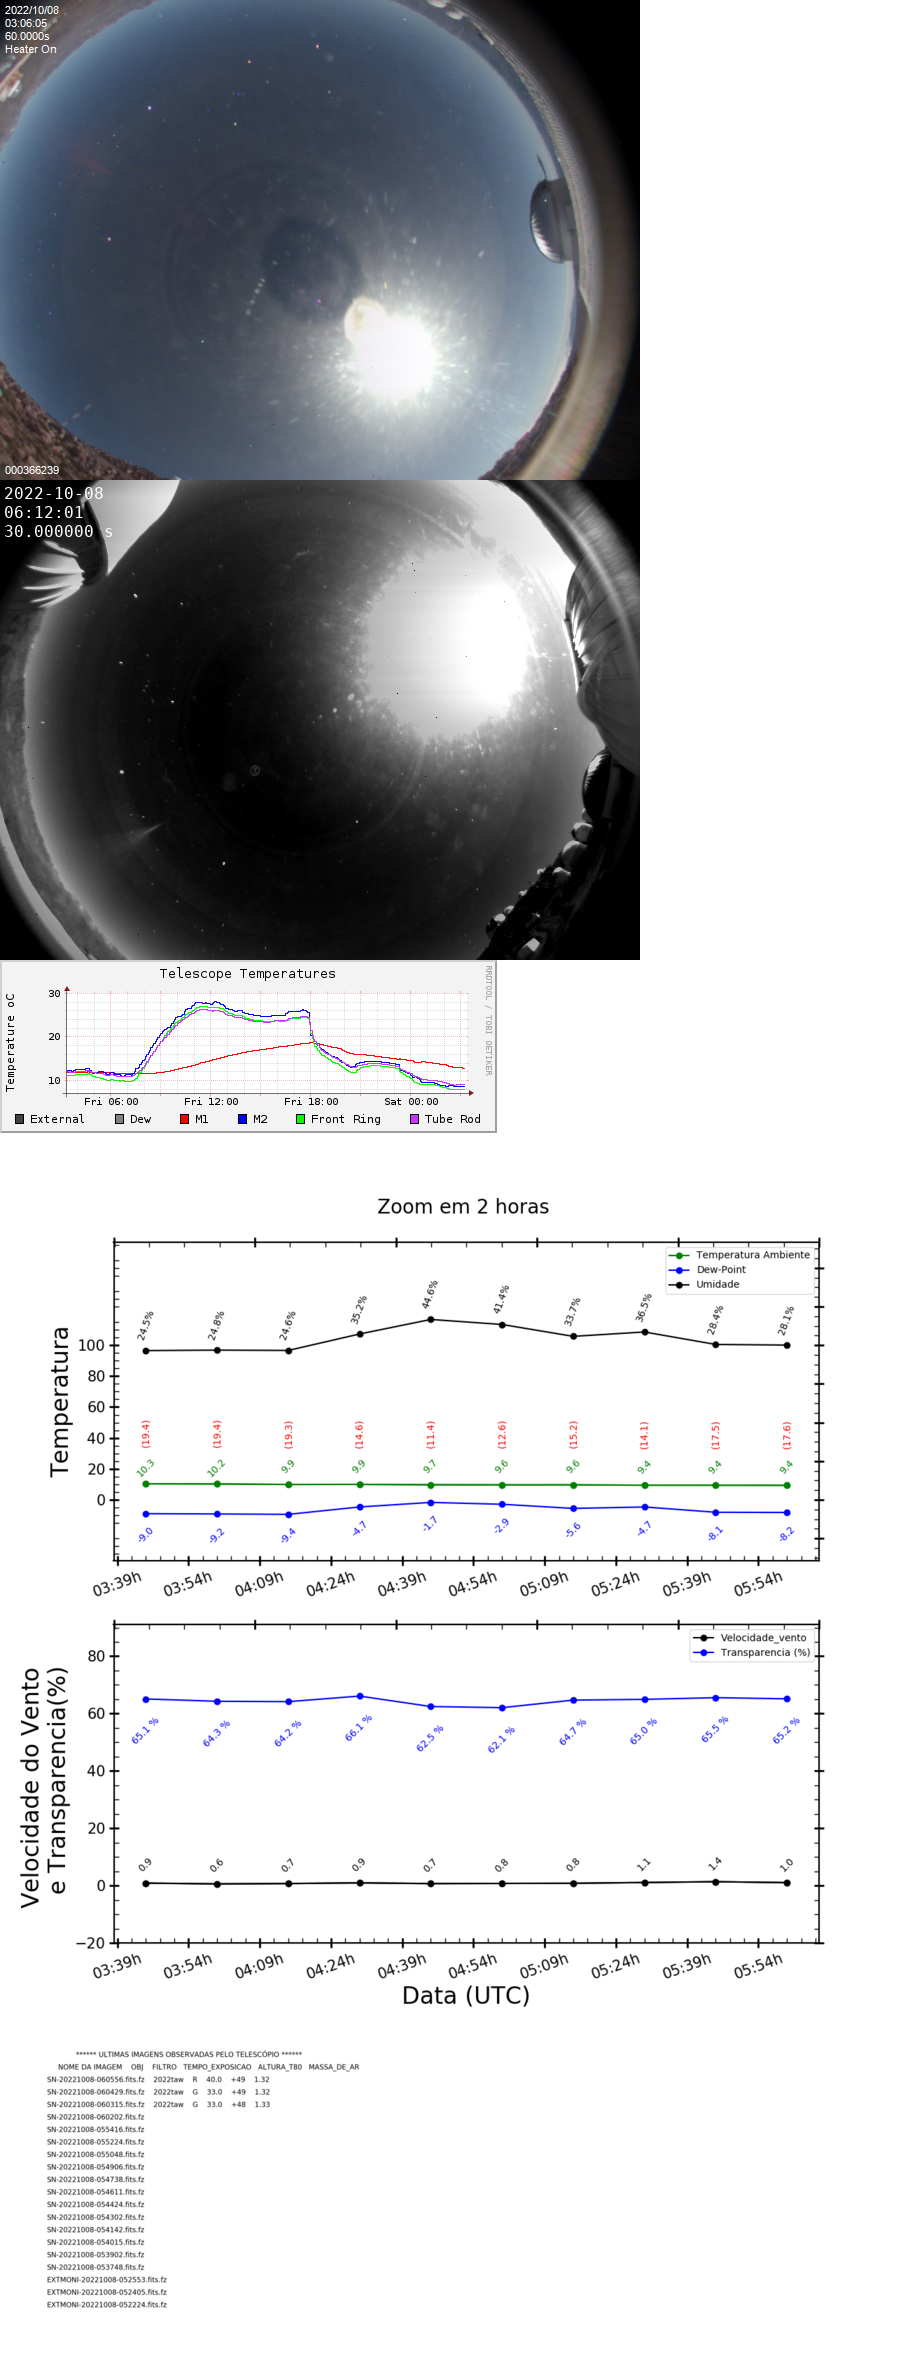 2022/10/08
03:06:05
60.0000s
Heater On
000366239
2022-10-08
06:12:01
30.000000 s
Telescope Temperatures
RRDTOOL / TOBI OETIKER
Temperature oC
30
20
10
Fri 06:00 Fri 12:00 Fri 18:00 Sat 00:00
External Dew M1 M2 Front Ring Tube Rod
Zoom em 2 horas
Temperatura Ambiente
Dew-Point
Umidade
Temperatura
100
80
60
40
20
0
24.5% 24.8% 24.6% 35.2% 44.6% 41.4% 33.7% 36.5% 28.4% 28.1%
(19.4) (19.4) (19.3) (14.6) (11.4) (12.6) (15.2) (14.1) (17.5) (17.6)
10.3 10.2 9.9 9.9 9.7 9.6 9.6 9.4 9.4 9.4
-9.0 -9.2 -9.4 -4.7 -1.7 -2.9 -5.6 -4.7 -8.1 -8.2
03:39h 03:54h 04:09h 04:24h 04:39h 04:54h 05:09h 05:24h 05:39h 05:54h
Velocidade_vento
Transparencia (%)
Velocidade do Vento
e Transparencia(%)
80
60
40
20
0
−20
65.1 % 64.3 % 64.2 % 66.1 % 62.5 % 62.1 % 64.7 % 65.0 % 65.5 % 65.2 %
0.9 0.6 0.7 0.9 0.7 0.8 0.8 1.1 1.4 1.0
03:39h 03:54h 04:09h 04:24h 04:39h 04:54h 05:09h 05:24h 05:39h 05:54h
Data (UTC)
****** ULTIMAS IMAGENS OBSERVADAS PELO TELESCÓPIO ******
NOME DA IMAGEM OBJ FILTRO TEMPO_EXPOSICAO ALTURA_T80 MASSA_DE_AR
SN-20221008-060556.fits.fz 2022taw R 40.0 +49 1.32
SN-20221008-060429.fits.fz 2022taw G 33.0 +49 1.32
SN-20221008-060315.fits.fz 2022taw G 33.0 +48 1.33
SN-20221008-060202.fits.fz
SN-20221008-055416.fits.fz
SN-20221008-055224.fits.fz
SN-20221008-055048.fits.fz
SN-20221008-054906.fits.fz
SN-20221008-054738.fits.fz
SN-20221008-054611.fits.fz
SN-20221008-054424.fits.fz
SN-20221008-054302.fits.fz
SN-20221008-054142.fits.fz
SN-20221008-054015.fits.fz
SN-20221008-053902.fits.fz
SN-20221008-053748.fits.fz
EXTMONI-20221008-052553.fits.fz
EXTMONI-20221008-052405.fits.fz
EXTMONI-20221008-052224.fits.fz